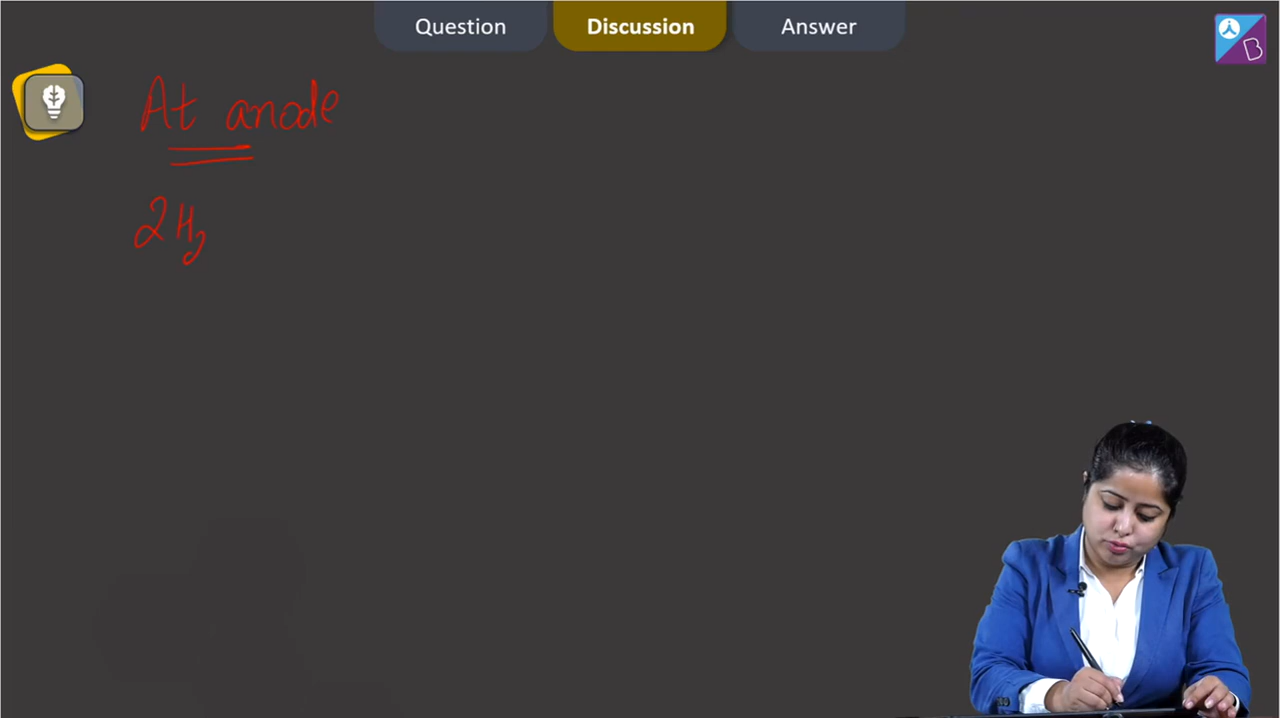 Question Discussion Answer
At anode
2H₂
B